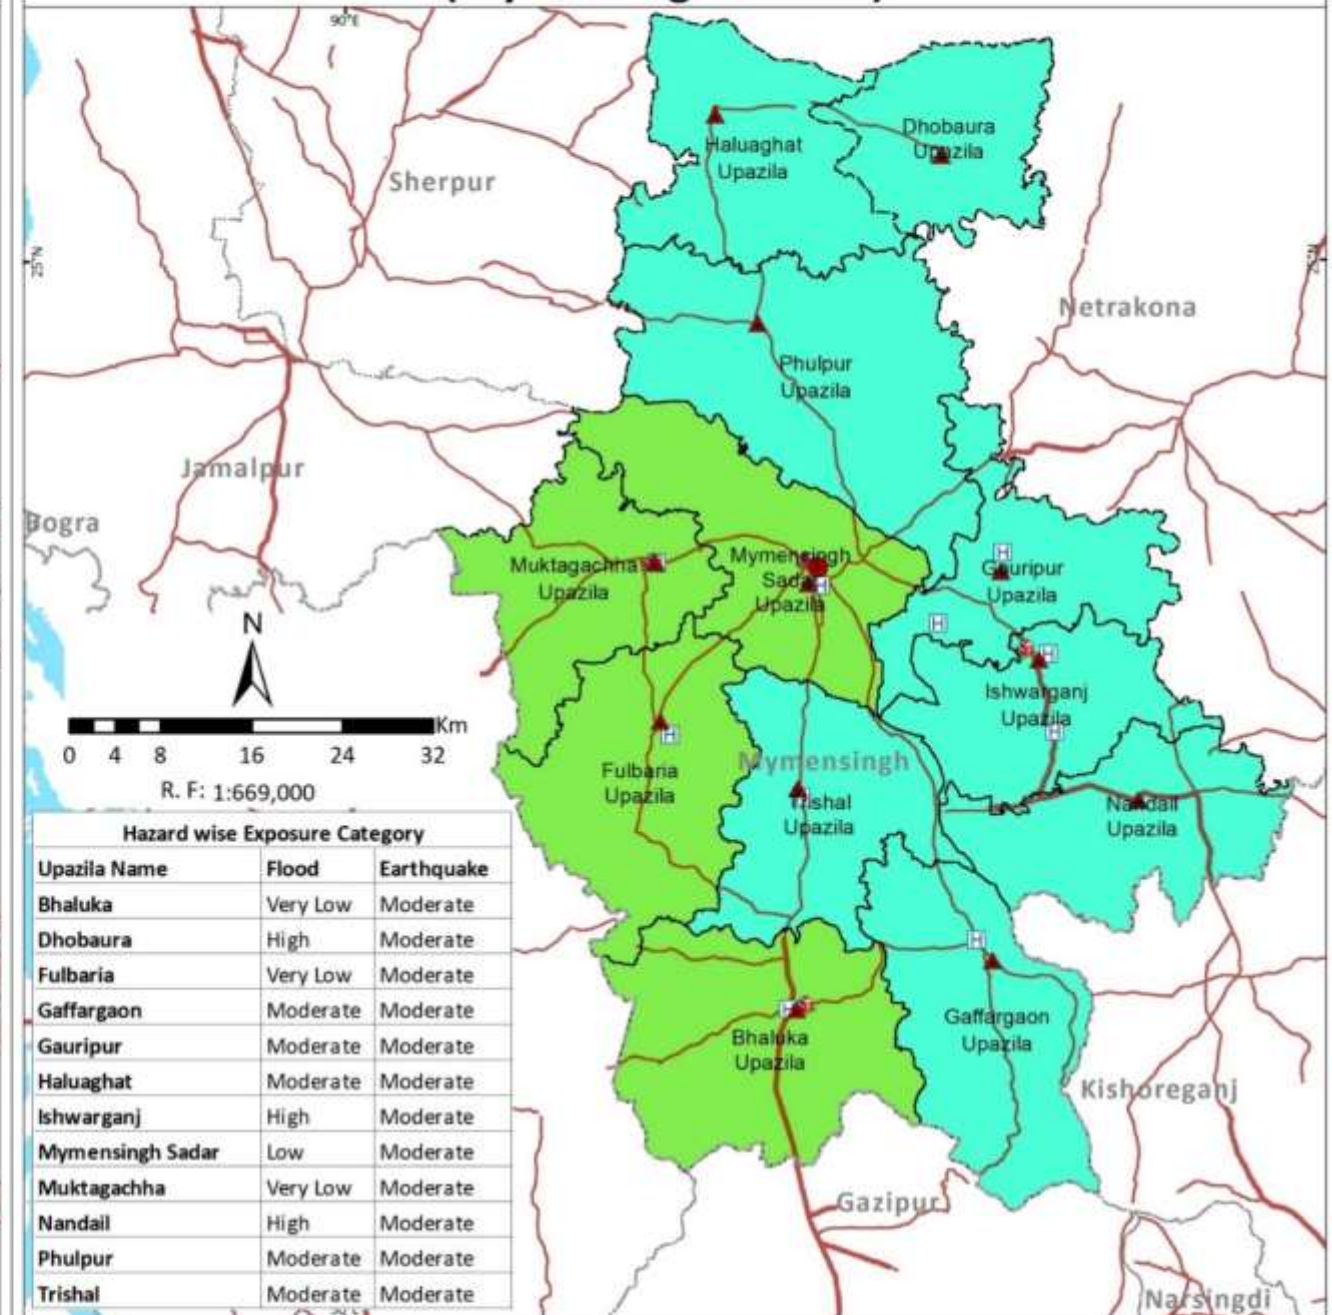 90°E
Sherpur
Haluaghat
Upazila
Dhobaura
Upazila
25°N
Netrakona
Phulpur
Upazila
Jamalpur
Bogra
Muktagachha
Upazila
Mymensingh
Sadar
Upazila
H
Gauripur
Upazila
H
H
H
N
Km
0 4 8 16 24 32
R. F: 1:669,000
Ishwarganj
Upazila
H
H
Fulbaria
Upazila
Mymensingh
Trishal
Upazila
Nandail
Upazila
Hazard wise Exposure Category
Upazila Name Flood Earthquake
Bhaluka Very Low Moderate
Dhobaura High Moderate
Fulbaria Very Low Moderate
Gaffargaon Moderate Moderate
Gauripur Moderate Moderate
Haluaghat Moderate Moderate
Ishwarganj High Moderate
Mymensingh Sadar Low Moderate
Muktagachha Very Low Moderate
Nandail High Moderate
Phulpur Moderate Moderate
Trishal Moderate Moderate
H
H
Bhaluka
Upazila
Gaffargaon
Upazila
Kishoreganj
Gazipur
Narsingdi